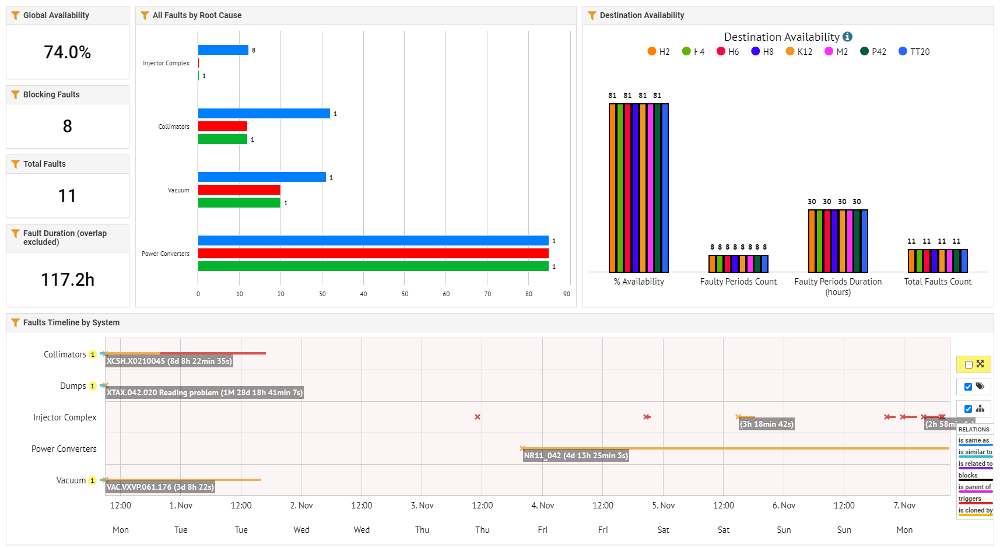 Global Availability
74.0%
Blocking Faults
8
Total Faults
11
Fault Duration (overlap
excluded)
117.2h
All Faults by Root Cause
Injector Complex
8
1
Collimators
1
1
Vacuum
1
1
Power Converters
1
1
0 10 20 30 40 50 60 70 80 90
Destination Availability
Destination Availability
H2 H4 H6 H8 K12 M2 P42 TT20
81 81 81 81
8 8 8 8 8 8 8 8
30 30 30 30
11 11 11 11
% Availability
Faulty Periods Count
Faulty Periods Duration
(hours)
Total Faults Count
Faults Timeline by System
Collimators 1
XCSH.X0210045 (8d 8h 22min 35s)
Dumps 1
XTAX.042.020 Reading problem (1M 28d 18h 41min 7s)
Injector Complex
(3h 18min 42s)
(2h 58min
Power Converters
NR11_042 (4d 13h 25min 3s)
Vacuum 1
VAC.VXVP.061.176 (3d 8h 22s)
12:00 1. Nov 12:00 2. Nov 12:00 3. Nov 12:00 4. Nov 12:00 5. Nov 12:00 6. Nov 12:00 7. Nov
Mon Tue Tue Wed Wed Thu Thu Fri Fri Sat Sat Sun Sun Mon
RELATIONS
is same as
is similar to
is related to
blocks
is parent of
triggers
is cloned by